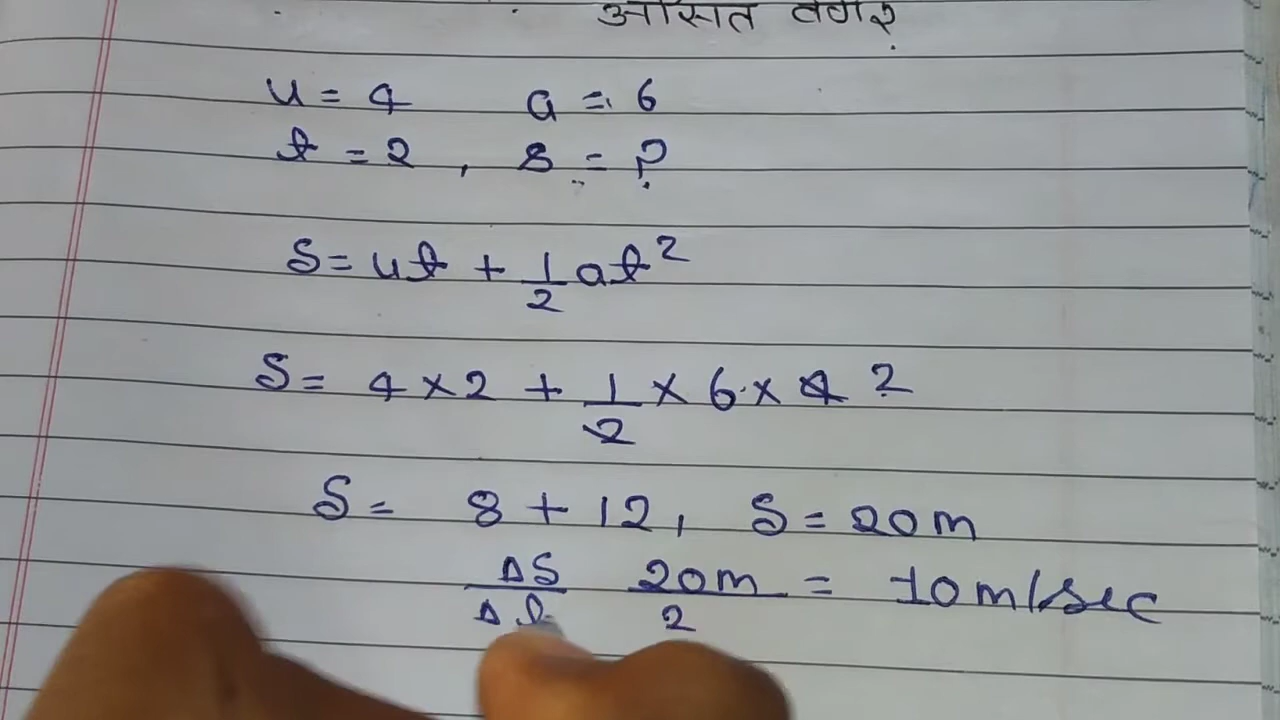 औसत वेग?
u = 4 a = 6
t = 2 , s = ?
S = ut + 1/2 at²
S = 4 × 2 + 1/2 × 6 × 4 2
S = 8 + 12, S = 20m
ΔS/Δt 20m/2 = 10m/sec